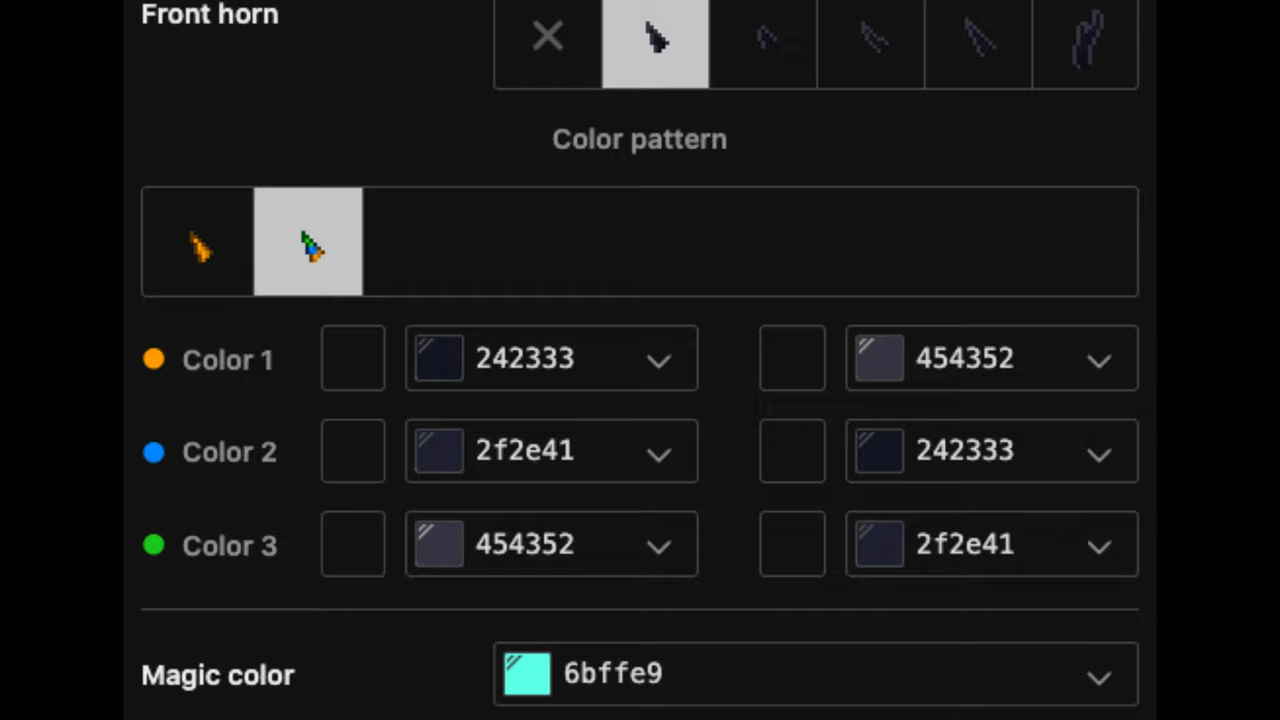 Front horn
Color pattern
Color 1 242333 454352
Color 2 2f2e41 242333
Color 3 454352 2f2e41
Magic color 6bffe9